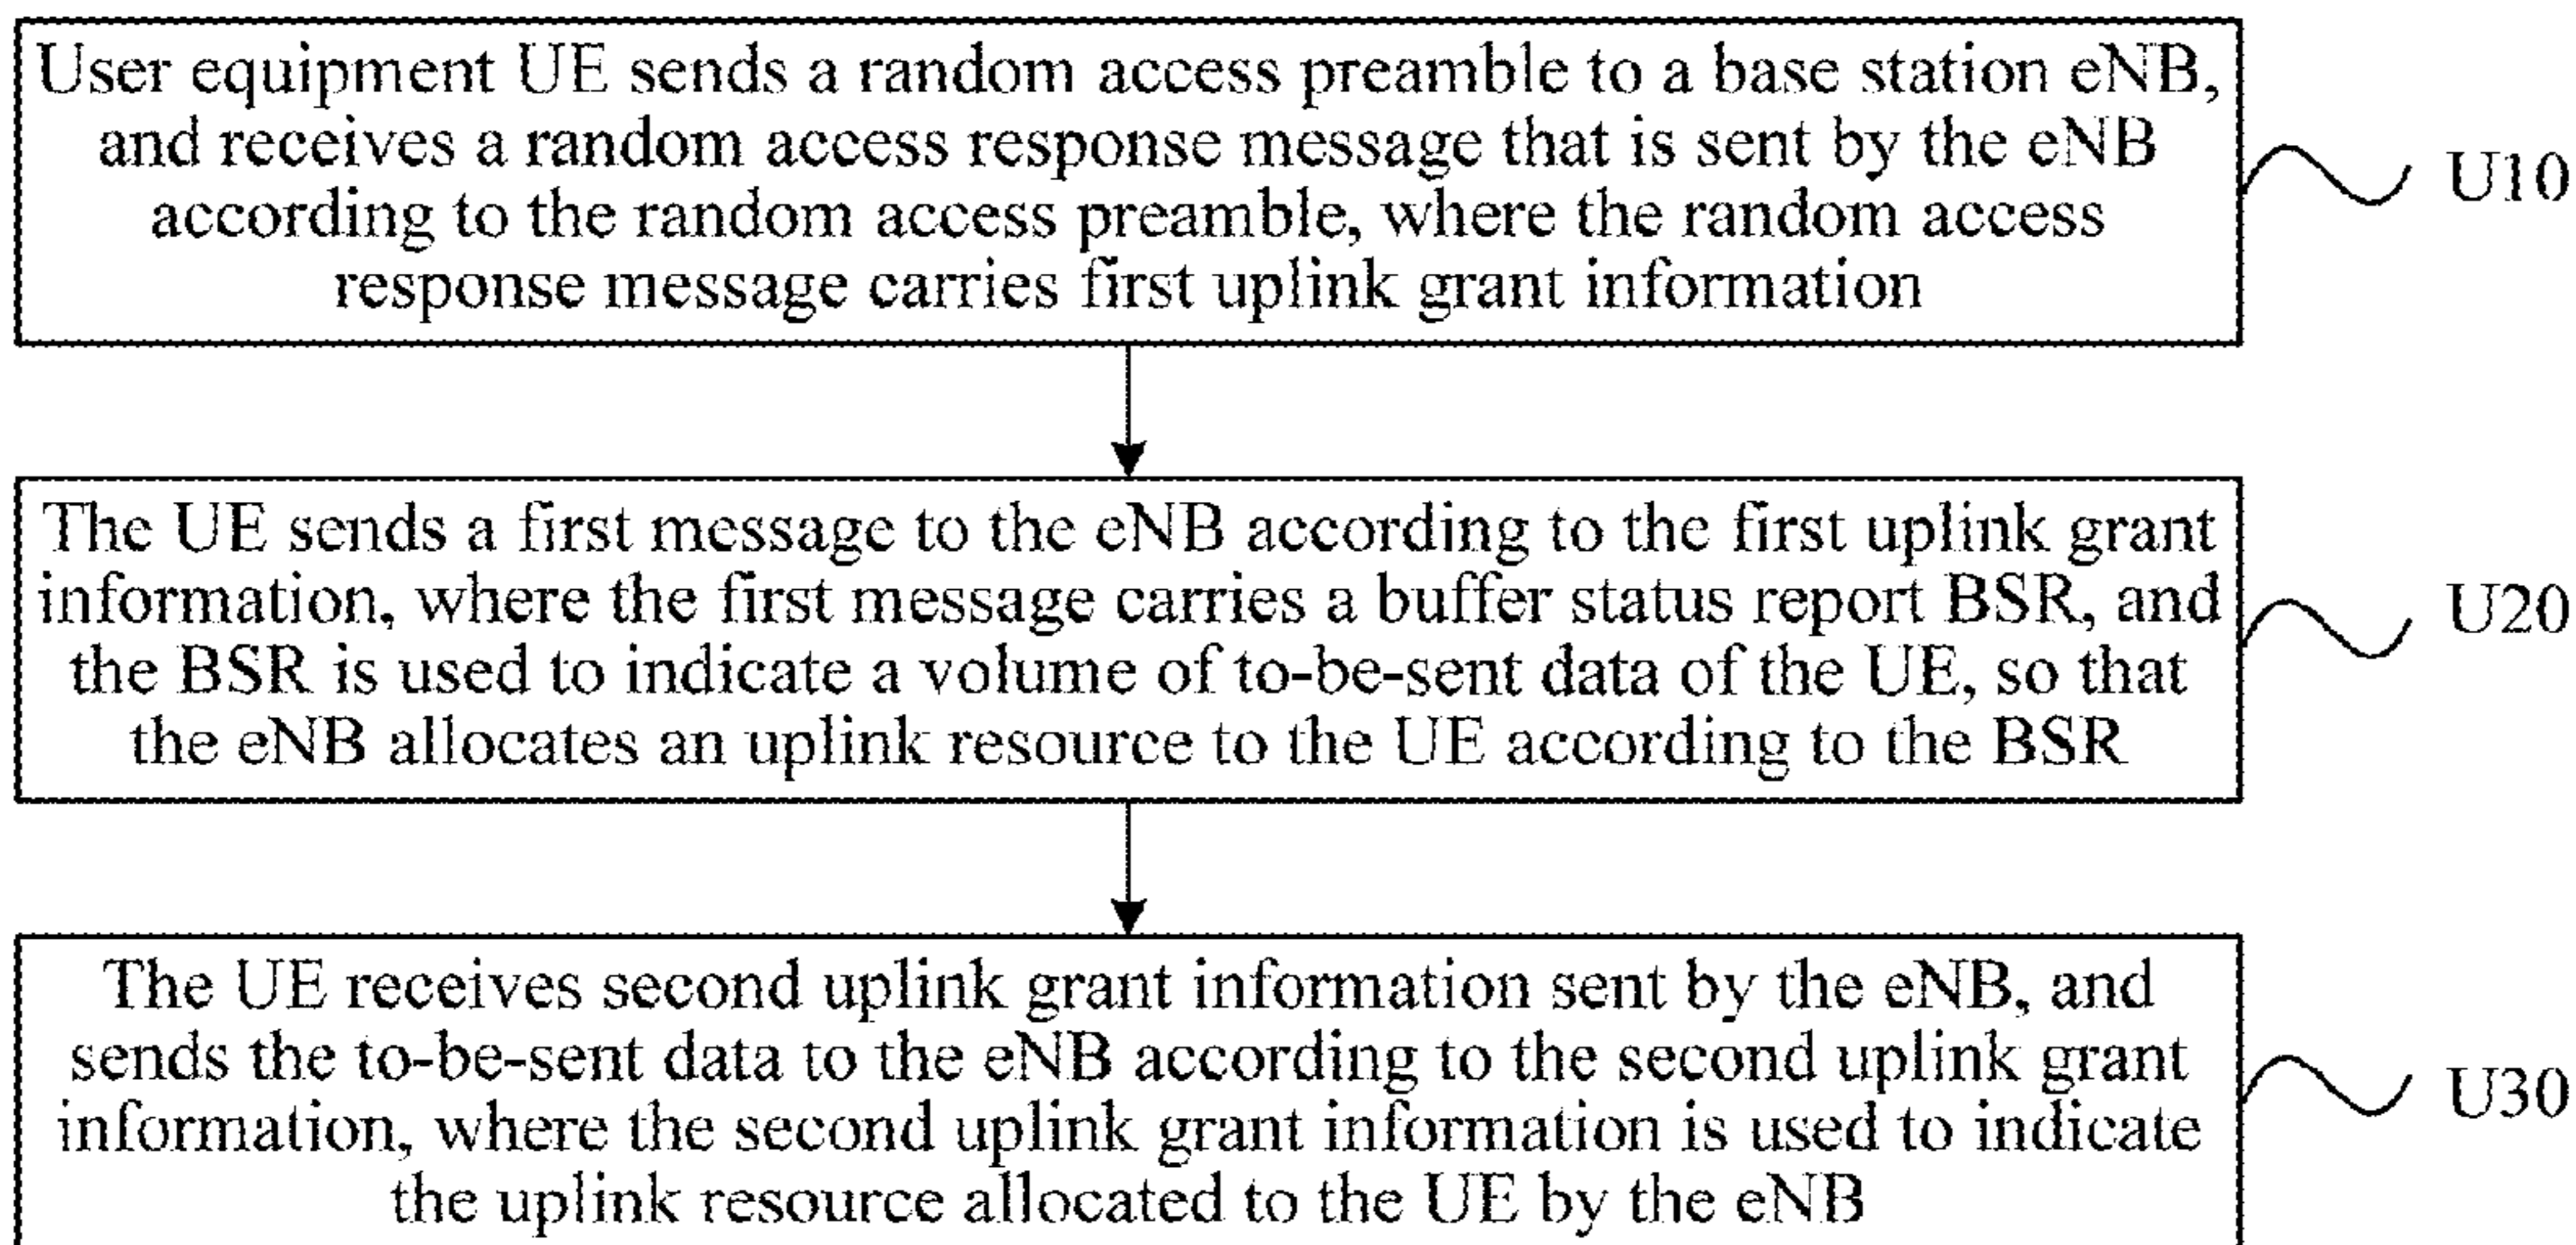 User equipment UE sends a random access preamble to a base station eNB,
and receives a random access response message that is sent by the eNB
according to the random access preamble, where the random access
response message carries first uplink grant information
U10
The UE sends a first message to the eNB according to the first uplink grant
information, where the first message carries a buffer status report BSR, and
the BSR is used to indicate a volume of to-be-sent data of the UE, so that
the eNB allocates an uplink resource to the UE according to the BSR
U20
The UE receives second uplink grant information sent by the eNB, and
sends the to-be-sent data to the eNB according to the second uplink grant
information, where the second uplink grant information is used to indicate
the uplink resource allocated to the UE by the eNB
U30